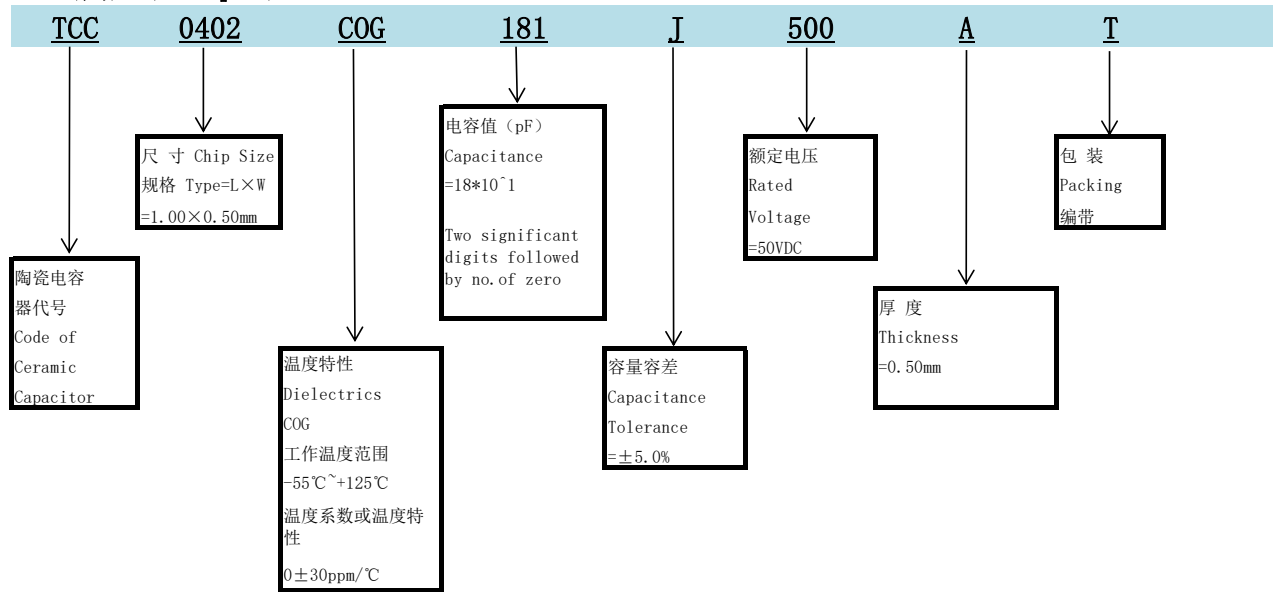 TCC 0402 COG 181 J 500 A T
陶瓷电容
器代号
Code of
Ceramic
Capacitor
尺 寸 Chip Size
规格 Type=L×W
=1.00×0.50mm
温度特性
Dielectrics
COG
工作温度范围
-55℃~+125℃
温度系数或温度特
性
0±30ppm/℃
电容值（pF）
Capacitance
=18*10^1
Two significant
digits followed
by no.of zero
容量容差
Capacitance
Tolerance
=±5.0%
额定电压
Rated
Voltage
=50VDC
厚 度
Thickness
=0.50mm
包 装
Packing
编带